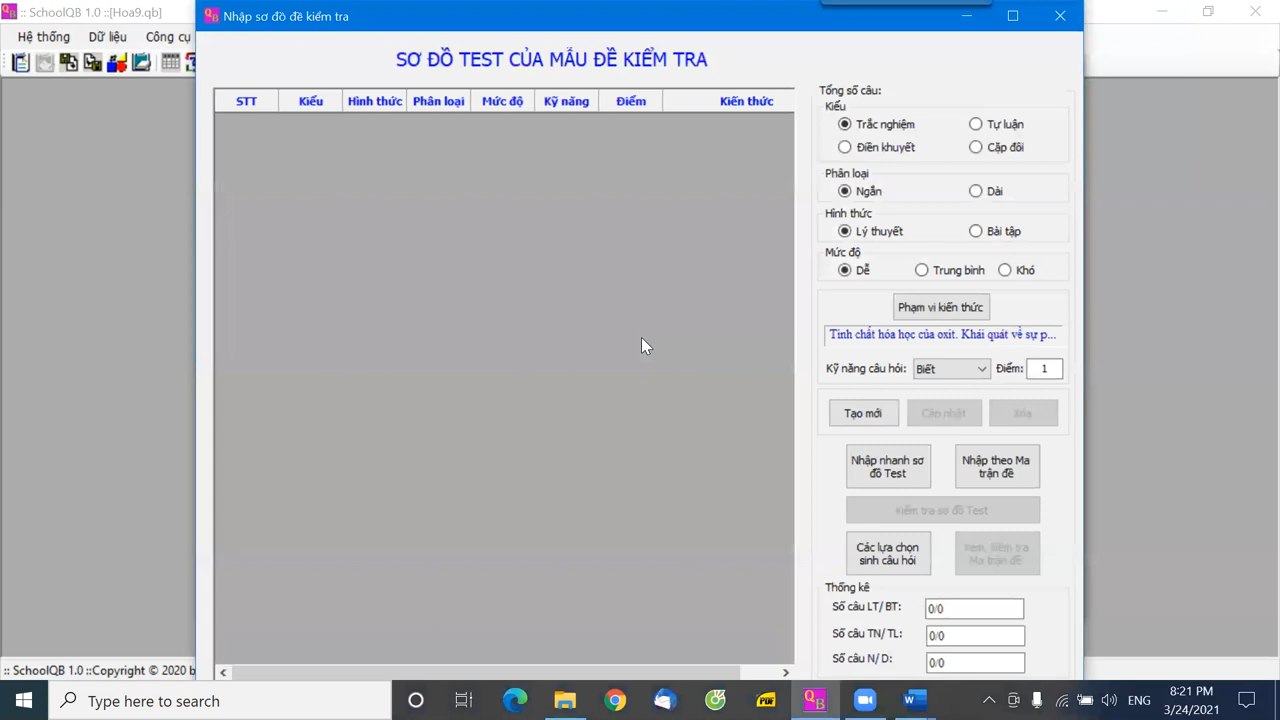 :: SchoolQB 1.0 ::[Hoa9.qb]
Nhập sơ đồ đề kiểm tra
Hệ thống Dữ liệu Công cụ
SƠ ĐỒ TEST CỦA MẪU ĐỀ KIỂM TRA
STT Kiểu Hình thức Phân loại Mức độ Kỹ năng Điểm Kiến thức
Tổng số câu:
Kiểu
Trắc nghiệm Tự luận
Điền khuyết Cặp đôi
Phân loại
Ngắn Dài
Hình thức
Lý thuyết Bài tập
Mức độ
Dễ Trung bình Khó
Phạm vi kiến thức
Tính chất hóa học của oxit. Khái quát về sự p...
Kỹ năng câu hỏi: Biết Điểm: 1
Tạo mới Cập nhật Xóa
Nhập nhanh sơ đồ Test
Nhập theo Ma trận đề
Kiểm tra sơ đồ Test
Các lựa chọn sinh câu hỏi
Xem, kiểm tra Ma trận đề
Thống kê
Số câu LT/ BT: 0/0
Số câu TN/ TL: 0/0
Số câu N/ D: 0/0
:: SchoolQB 1.0 ::Copyright © 2020 b
Type here to search
ENG
8:21 PM
3/24/2021